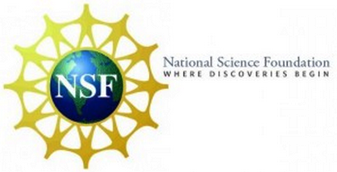 NSF
National Science Foundation
WHERE DISCOVERIES BEGIN